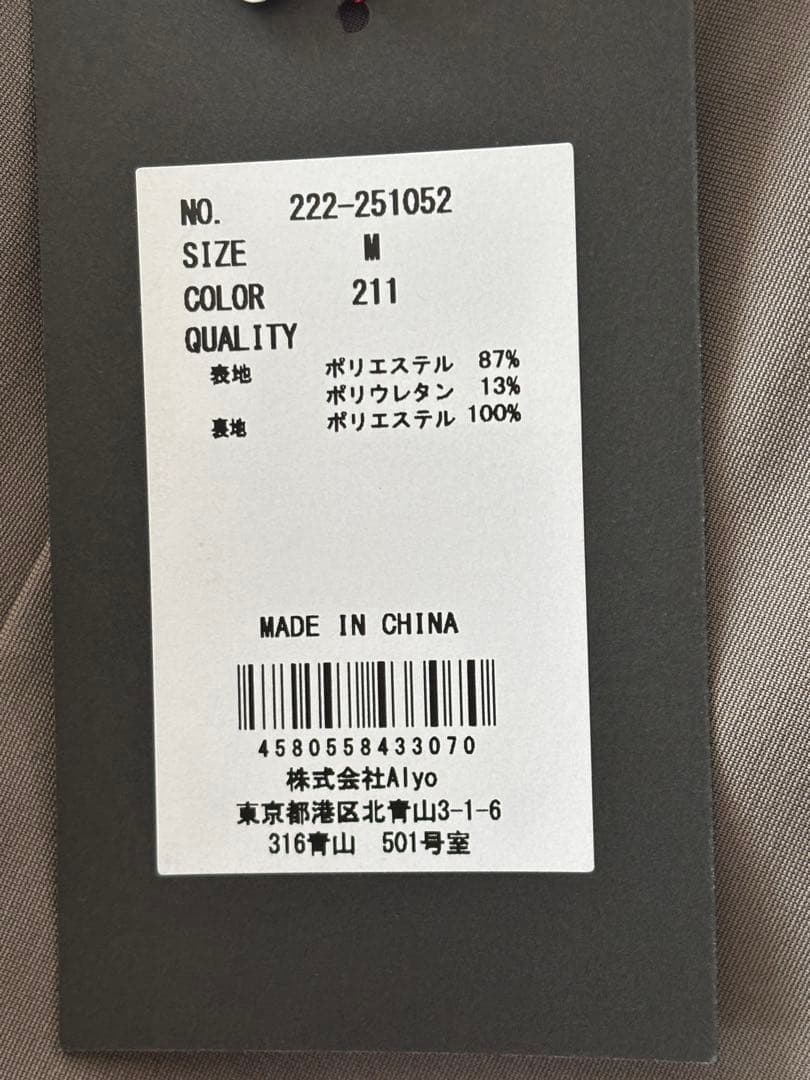 NO. 222-251052
SIZE M
COLOR 211
QUALITY
表地 ポリエステル 87%
ポリウレタン 13%
裏地 ポリエステル 100%
MADE IN CHINA
4580558433070
株式会社Alyo
東京都港区北青山3-1-6
316青山 501号室